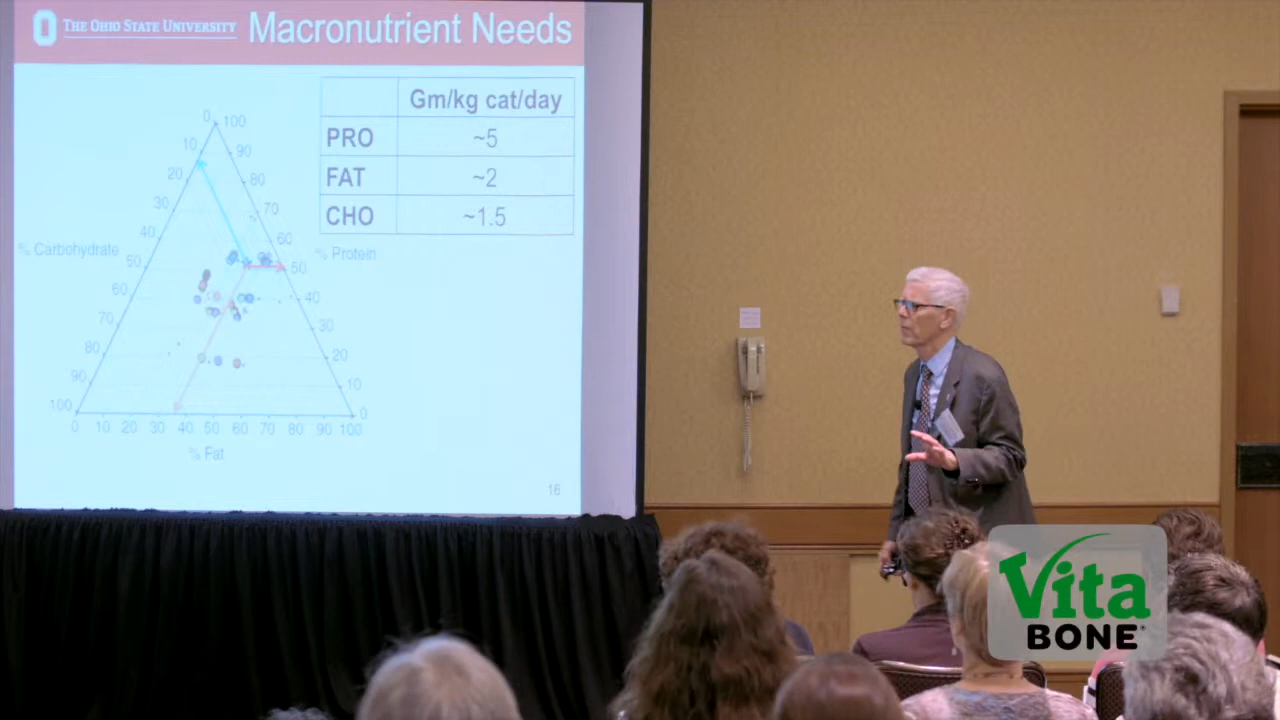 THE OHIO STATE UNIVERSITY
Macronutrient Needs
Gm/kg cat/day
PRO ~5
FAT ~2
CHO ~1.5
0 100
10 90
20 80
30 70
40 60
% Carbohydrate % Protein
50 50
60 40
70 30
80 20
90 10
100 0
0 10 20 30 40 50 60 70 80 90 100
% Fat
16
Vita
BONE